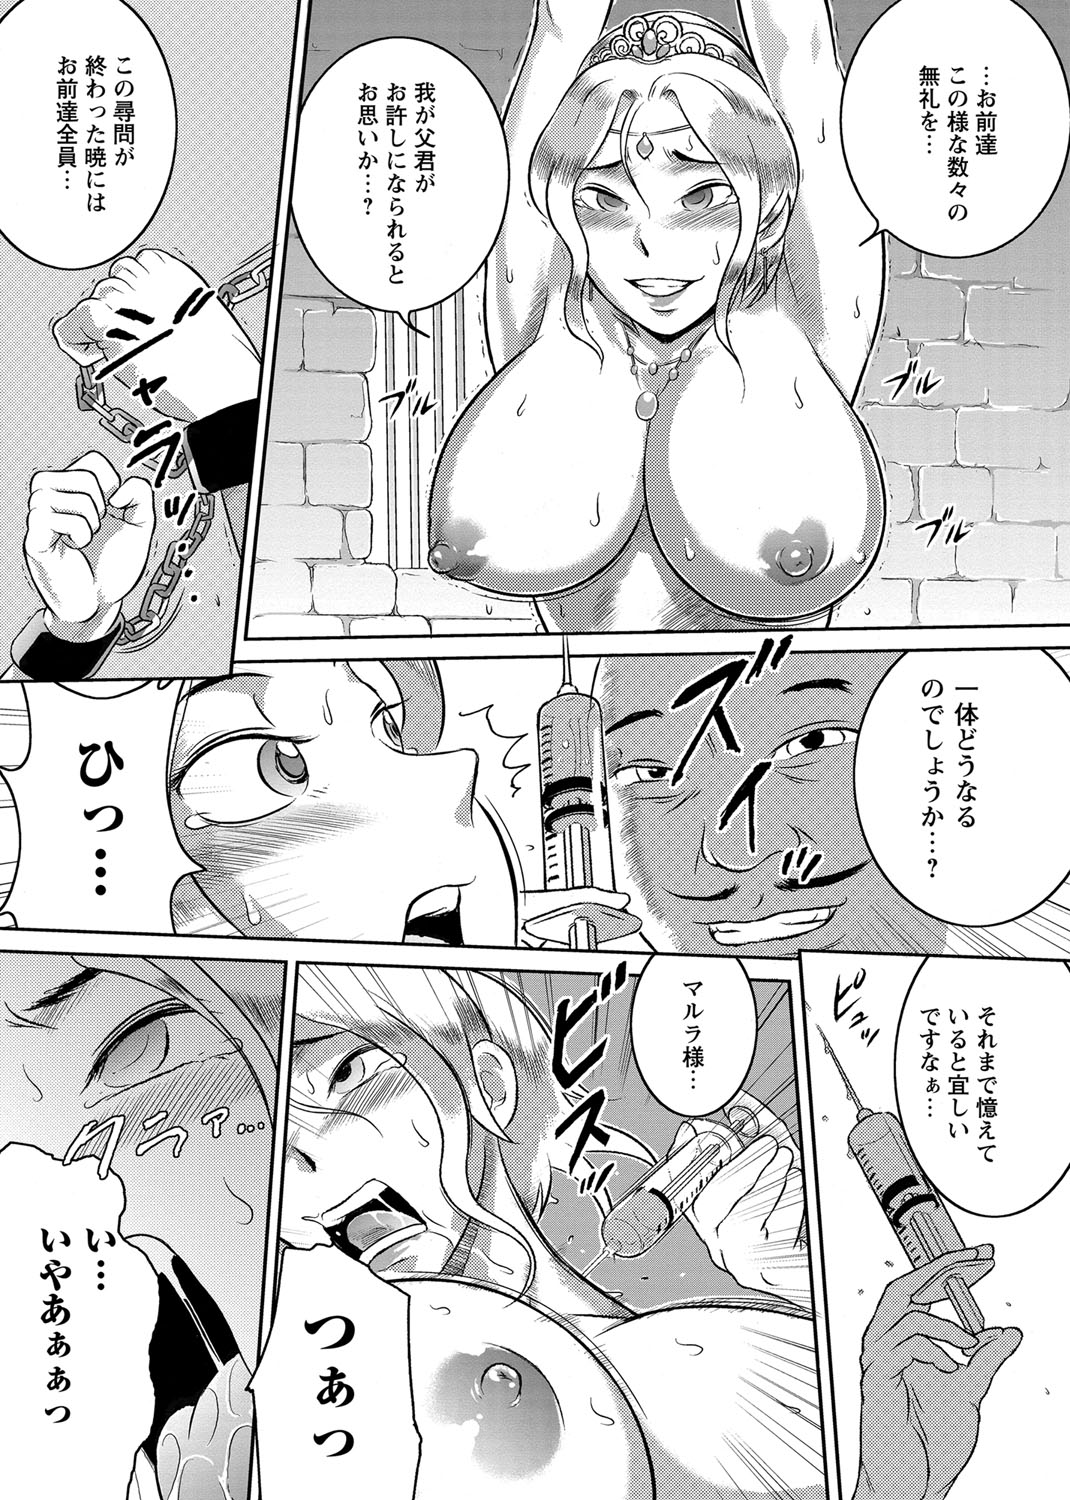 …お前達
この様な数々の
無礼を…
我が父君が
お許しになられると
お思いか…？
ブル
ブル
ブル
この尋問が
終わった暁には
お前達全員…
ジャラッ…
一体どうなる
のでしょうか…？
ズイ…
ひっ…
それまで憶えて
いると宜しい
ですなぁ…
ピュッ
マルラ様…
ビズッ
つぁっ
クラァ…
い…
いやあぁぁっ